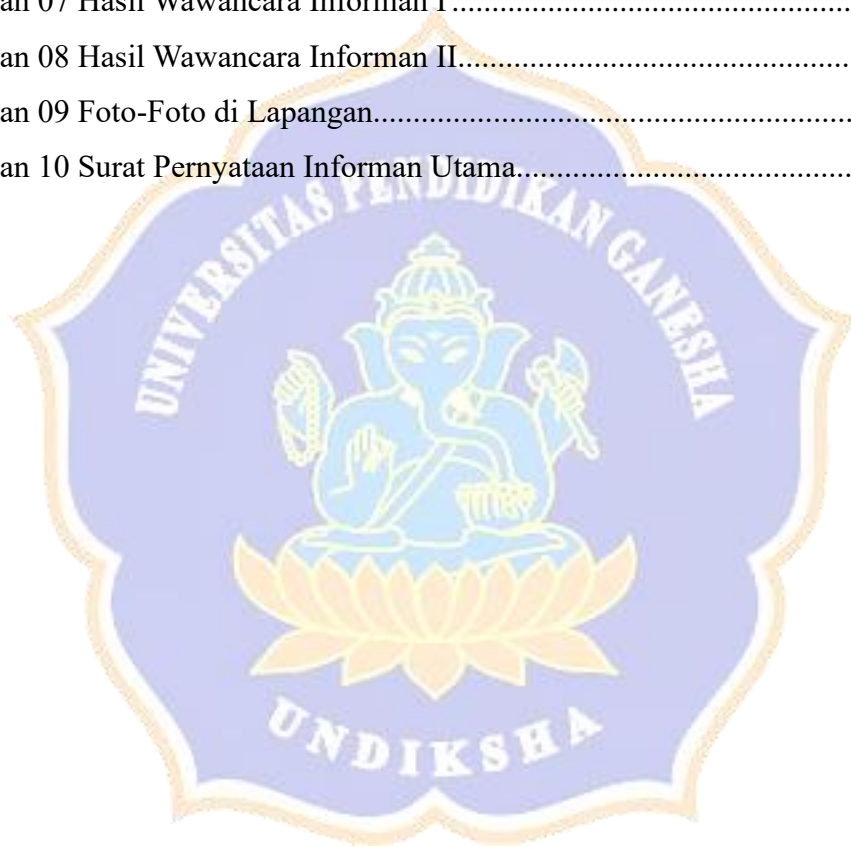 an 07 Hasil Wawancara Informan I......................................................
an 08 Hasil Wawancara Informan II.....................................................
an 09 Foto-Foto di Lapangan................................................................
an 10 Surat Pernyataan Informan Utama.............................................
UNIVERSITAS PENDIDIKAN GANESHA
UNDIKSHA